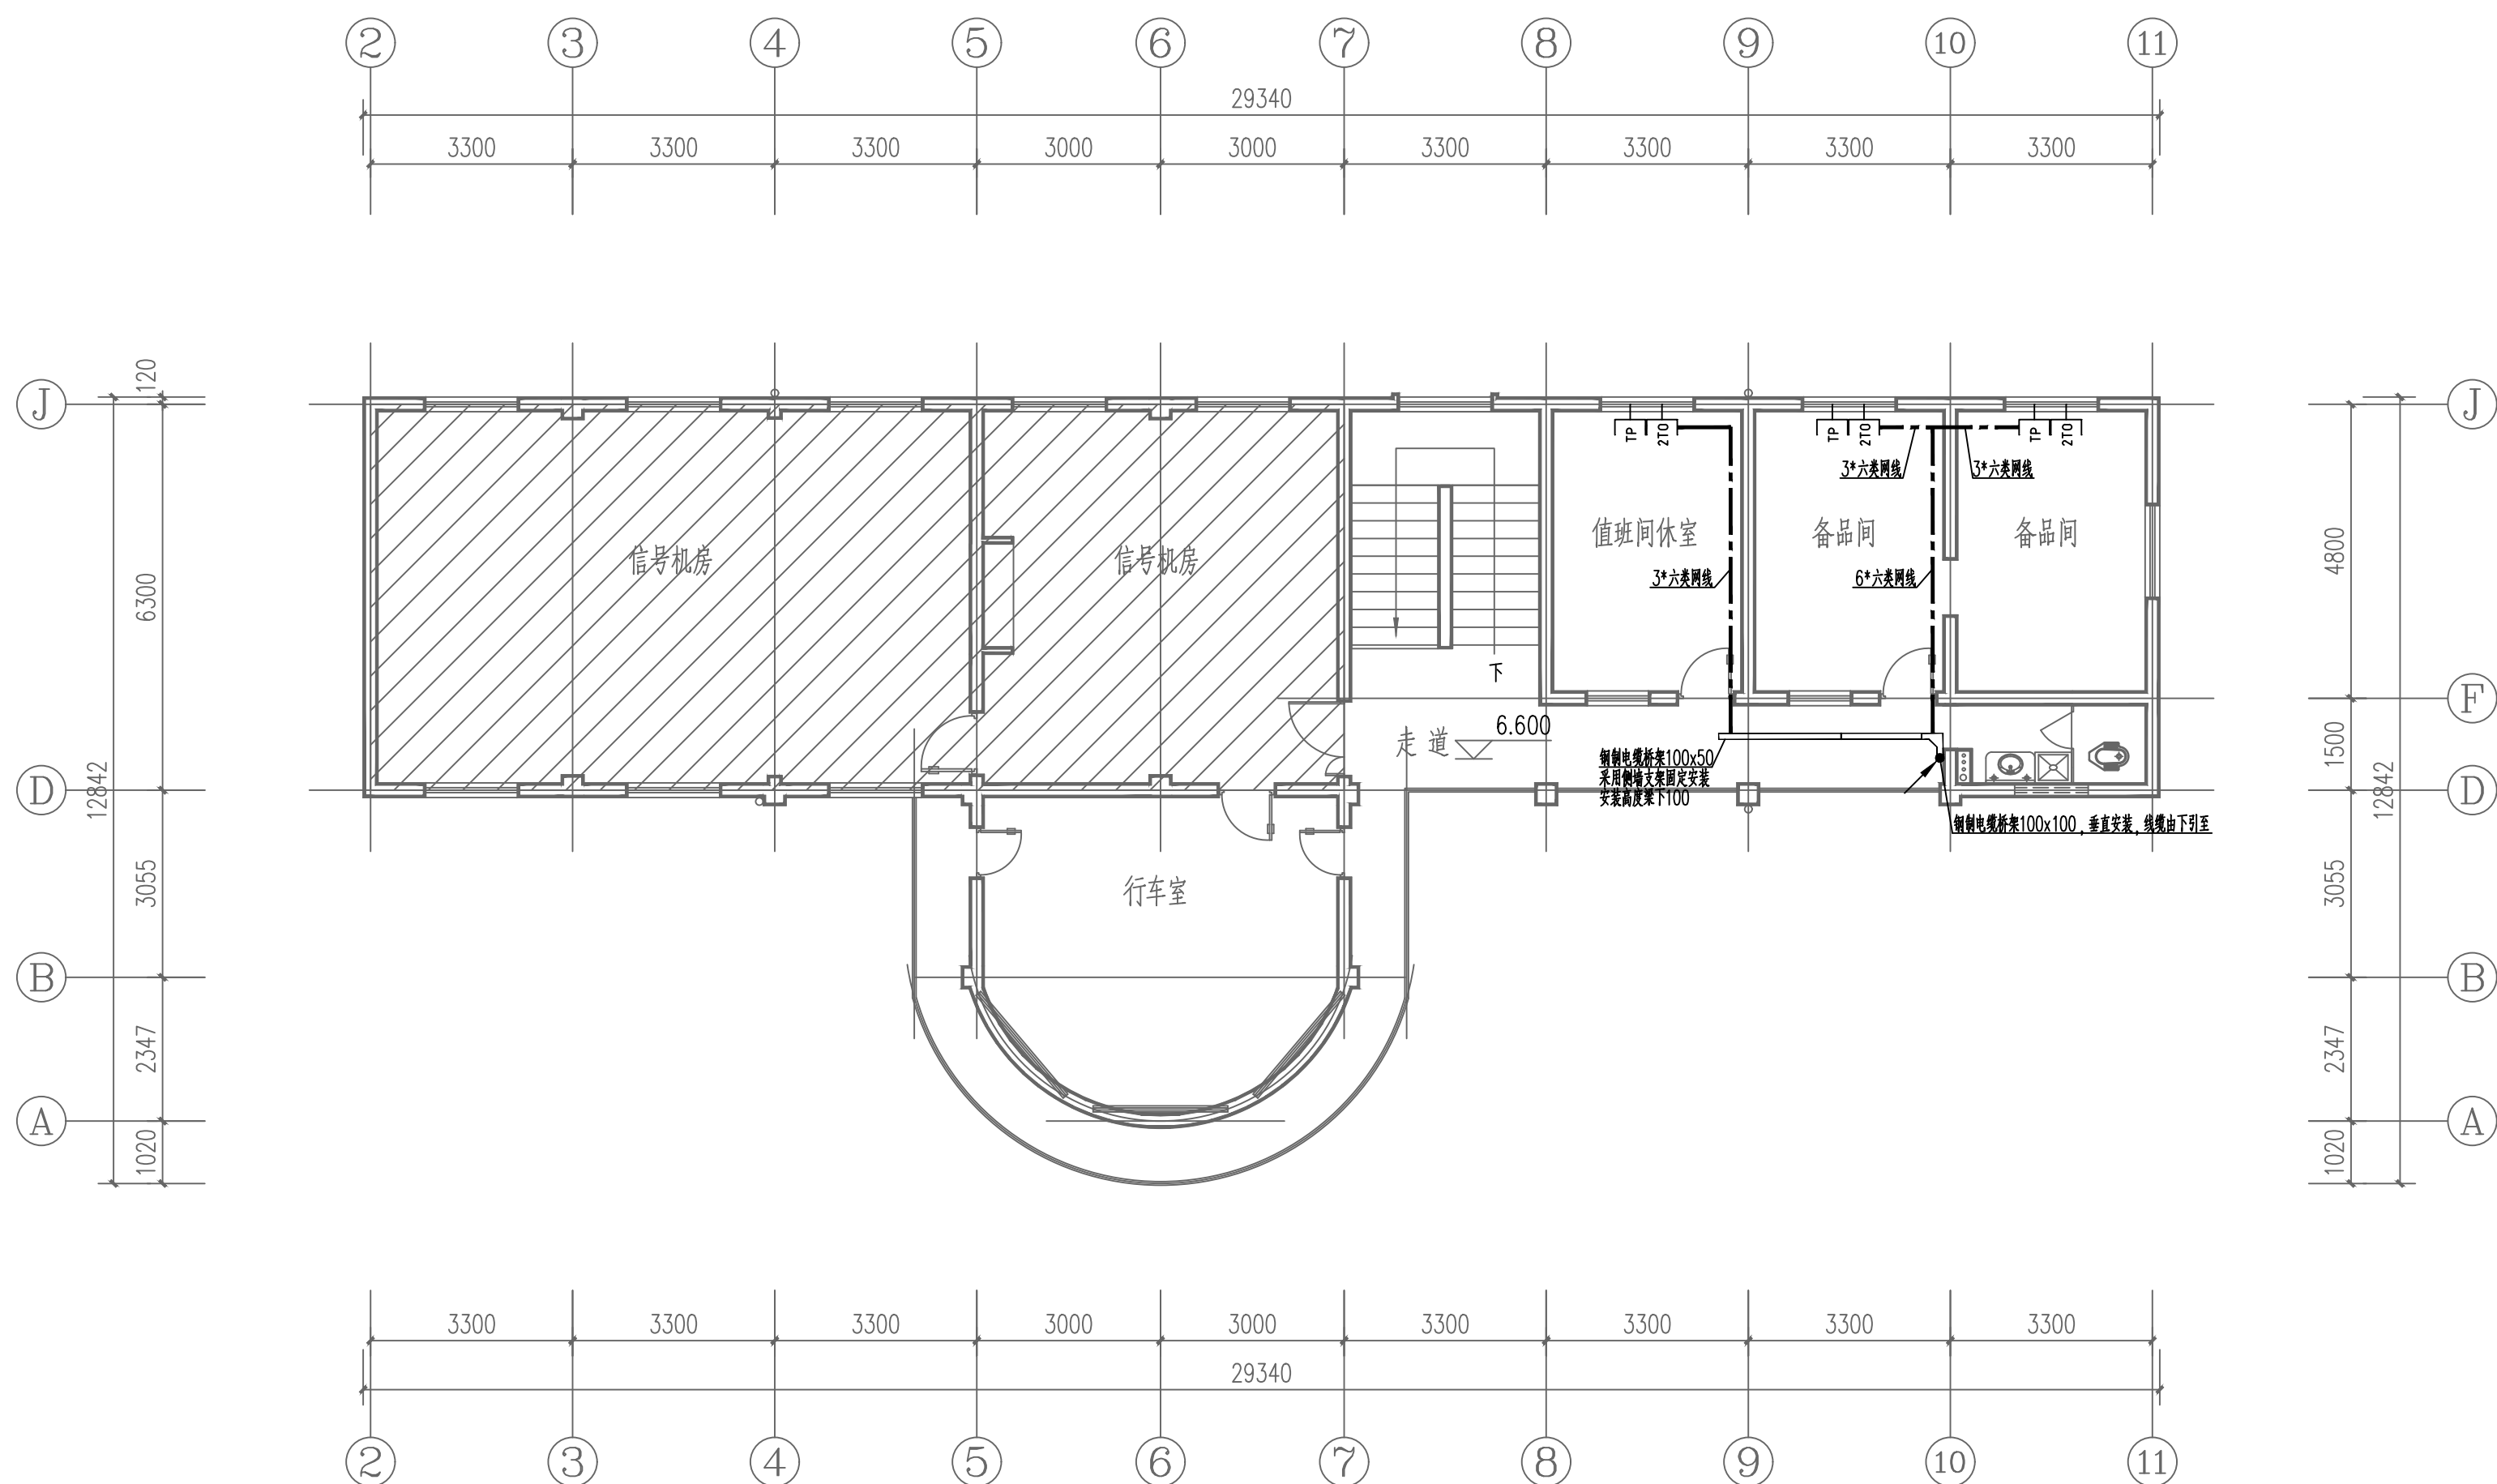 2 3 4 5 6 7 8 9 10 11
29340
3300 3300 3300 3000 3000 3300 3300 3300 3300
J J
120
12842
6300
3055
2347
1020
4800
1500
3055
2347
1020
12842
TP 2TO TP 2TO TP 2TO
3*六类网线 3*六类网线
信号机房 信号机房 值班间休室 备品间 备品间
3*六类网线 6*六类网线
下
F
走道 6.600
钢制电缆桥架100x50
采用侧墙支架固定安装
安装高度梁下100
D D
钢制电缆桥架100x100，垂直安装，线缆由下引至
行车室
B B
A A
3300 3300 3300 3000 3000 3300 3300 3300 3300
29340
2 3 4 5 6 7 8 9 10 11